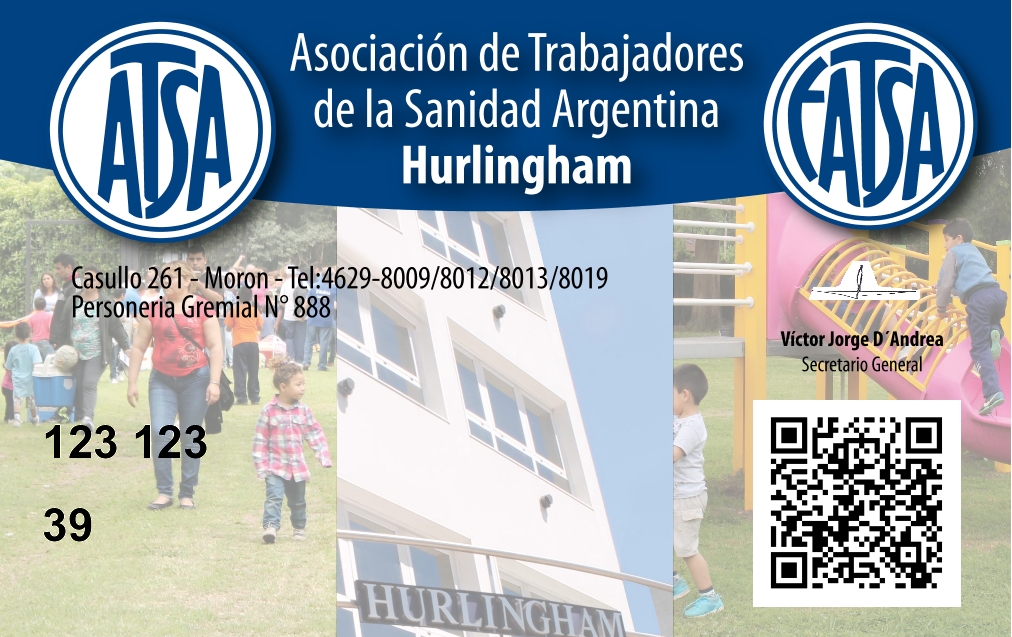 ATSA
Asociación de Trabajadores
de la Sanidad Argentina
Hurlingham
FATSA
Casullo 261 - Moron - Tel:4629-8009/8012/8013/8019
Personeria Gremial N° 888
Víctor Jorge D´Andrea
Secretario General
123 123
39
HURLINGHAM